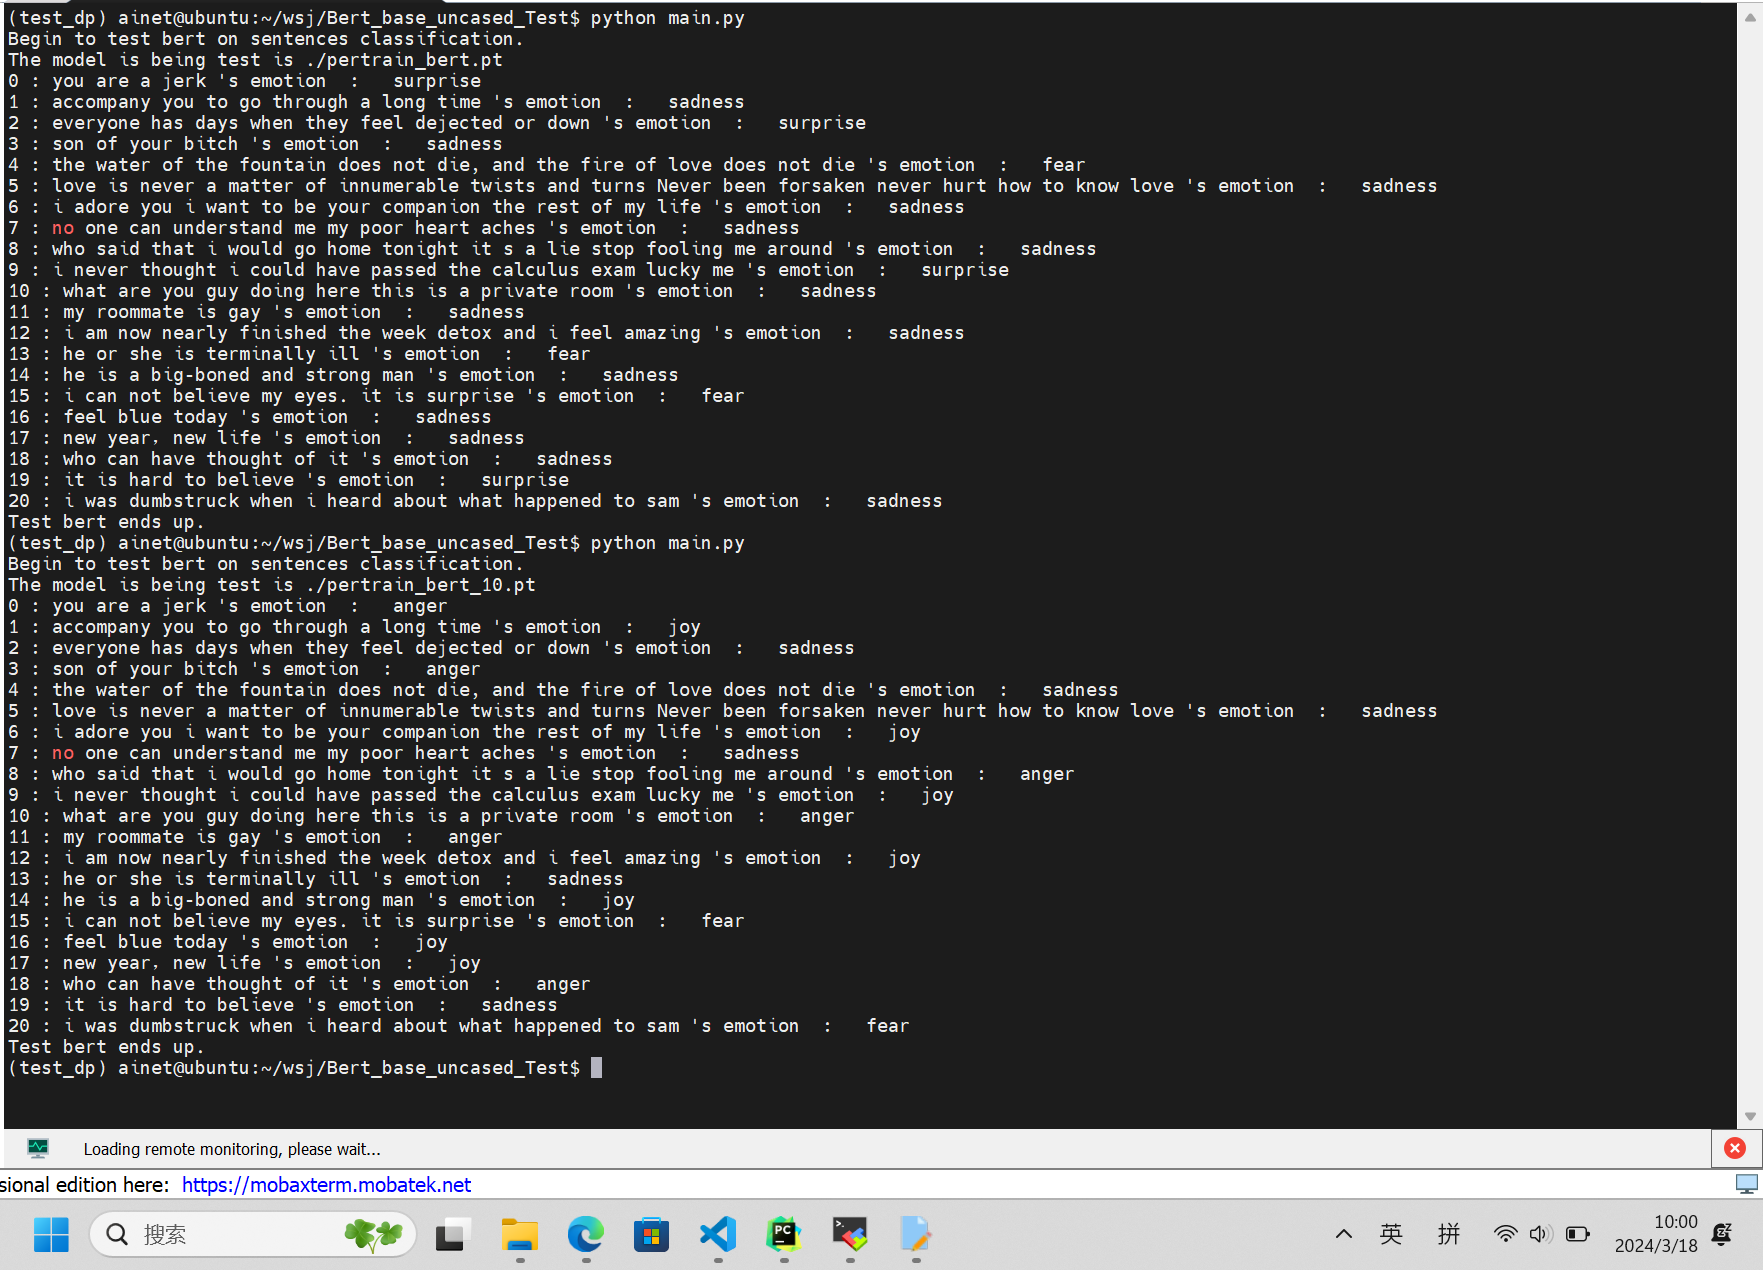 (test_dp) ainet@ubuntu:~/wsj/Bert_base_uncased_Test$ python main.py
Begin to test bert on sentences classification.
The model is being test is ./pertrain_bert.pt
0 : you are a jerk 's emotion  :   surprise
1 : accompany you to go through a long time 's emotion  :   sadness
2 : everyone has days when they feel dejected or down 's emotion  :   surprise
3 : son of your bitch 's emotion  :   sadness
4 : the water of the fountain does not die, and the fire of love does not die 's emotion  :   fear
5 : love is never a matter of innumerable twists and turns Never been forsaken never hurt how to know love 's emotion  :   sadness
6 : i adore you i want to be your companion the rest of my life 's emotion  :   sadness
7 : no one can understand me my poor heart aches 's emotion  :   sadness
8 : who said that i would go home tonight it s a lie stop fooling me around 's emotion  :   sadness
9 : i never thought i could have passed the calculus exam lucky me 's emotion  :   surprise
10 : what are you guy doing here this is a private room 's emotion  :   sadness
11 : my roommate is gay 's emotion  :   sadness
12 : i am now nearly finished the week detox and i feel amazing 's emotion  :   sadness
13 : he or she is terminally ill 's emotion  :   fear
14 : he is a big-boned and strong man 's emotion  :   sadness
15 : i can not believe my eyes. it is surprise 's emotion  :   fear
16 : feel blue today 's emotion  :   sadness
17 : new year，new life 's emotion  :   sadness
18 : who can have thought of it 's emotion  :   sadness
19 : it is hard to believe 's emotion  :   surprise
20 : i was dumbstruck when i heard about what happened to sam 's emotion  :   sadness
Test bert ends up.
(test_dp) ainet@ubuntu:~/wsj/Bert_base_uncased_Test$ python main.py
Begin to test bert on sentences classification.
The model is being test is ./pertrain_bert_10.pt
0 : you are a jerk 's emotion  :   anger
1 : accompany you to go through a long time 's emotion  :   joy
2 : everyone has days when they feel dejected or down 's emotion  :   sadness
3 : son of your bitch 's emotion  :   anger
4 : the water of the fountain does not die, and the fire of love does not die 's emotion  :   sadness
5 : love is never a matter of innumerable twists and turns Never been forsaken never hurt how to know love 's emotion  :   sadness
6 : i adore you i want to be your companion the rest of my life 's emotion  :   joy
7 : no one can understand me my poor heart aches 's emotion  :   sadness
8 : who said that i would go home tonight it s a lie stop fooling me around 's emotion  :   anger
9 : i never thought i could have passed the calculus exam lucky me 's emotion  :   joy
10 : what are you guy doing here this is a private room 's emotion  :   anger
11 : my roommate is gay 's emotion  :   anger
12 : i am now nearly finished the week detox and i feel amazing 's emotion  :   joy
13 : he or she is terminally ill 's emotion  :   sadness
14 : he is a big-boned and strong man 's emotion  :   joy
15 : i can not believe my eyes. it is surprise 's emotion  :   fear
16 : feel blue today 's emotion  :   joy
17 : new year，new life 's emotion  :   joy
18 : who can have thought of it 's emotion  :   anger
19 : it is hard to believe 's emotion  :   sadness
20 : i was dumbstruck when i heard about what happened to sam 's emotion  :   fear
Test bert ends up.
(test_dp) ainet@ubuntu:~/wsj/Bert_base_uncased_Test$
Loading remote monitoring, please wait...
sional edition here: https://mobaxterm.mobatek.net
搜索
PC
英
拼
10:00
2024/3/18